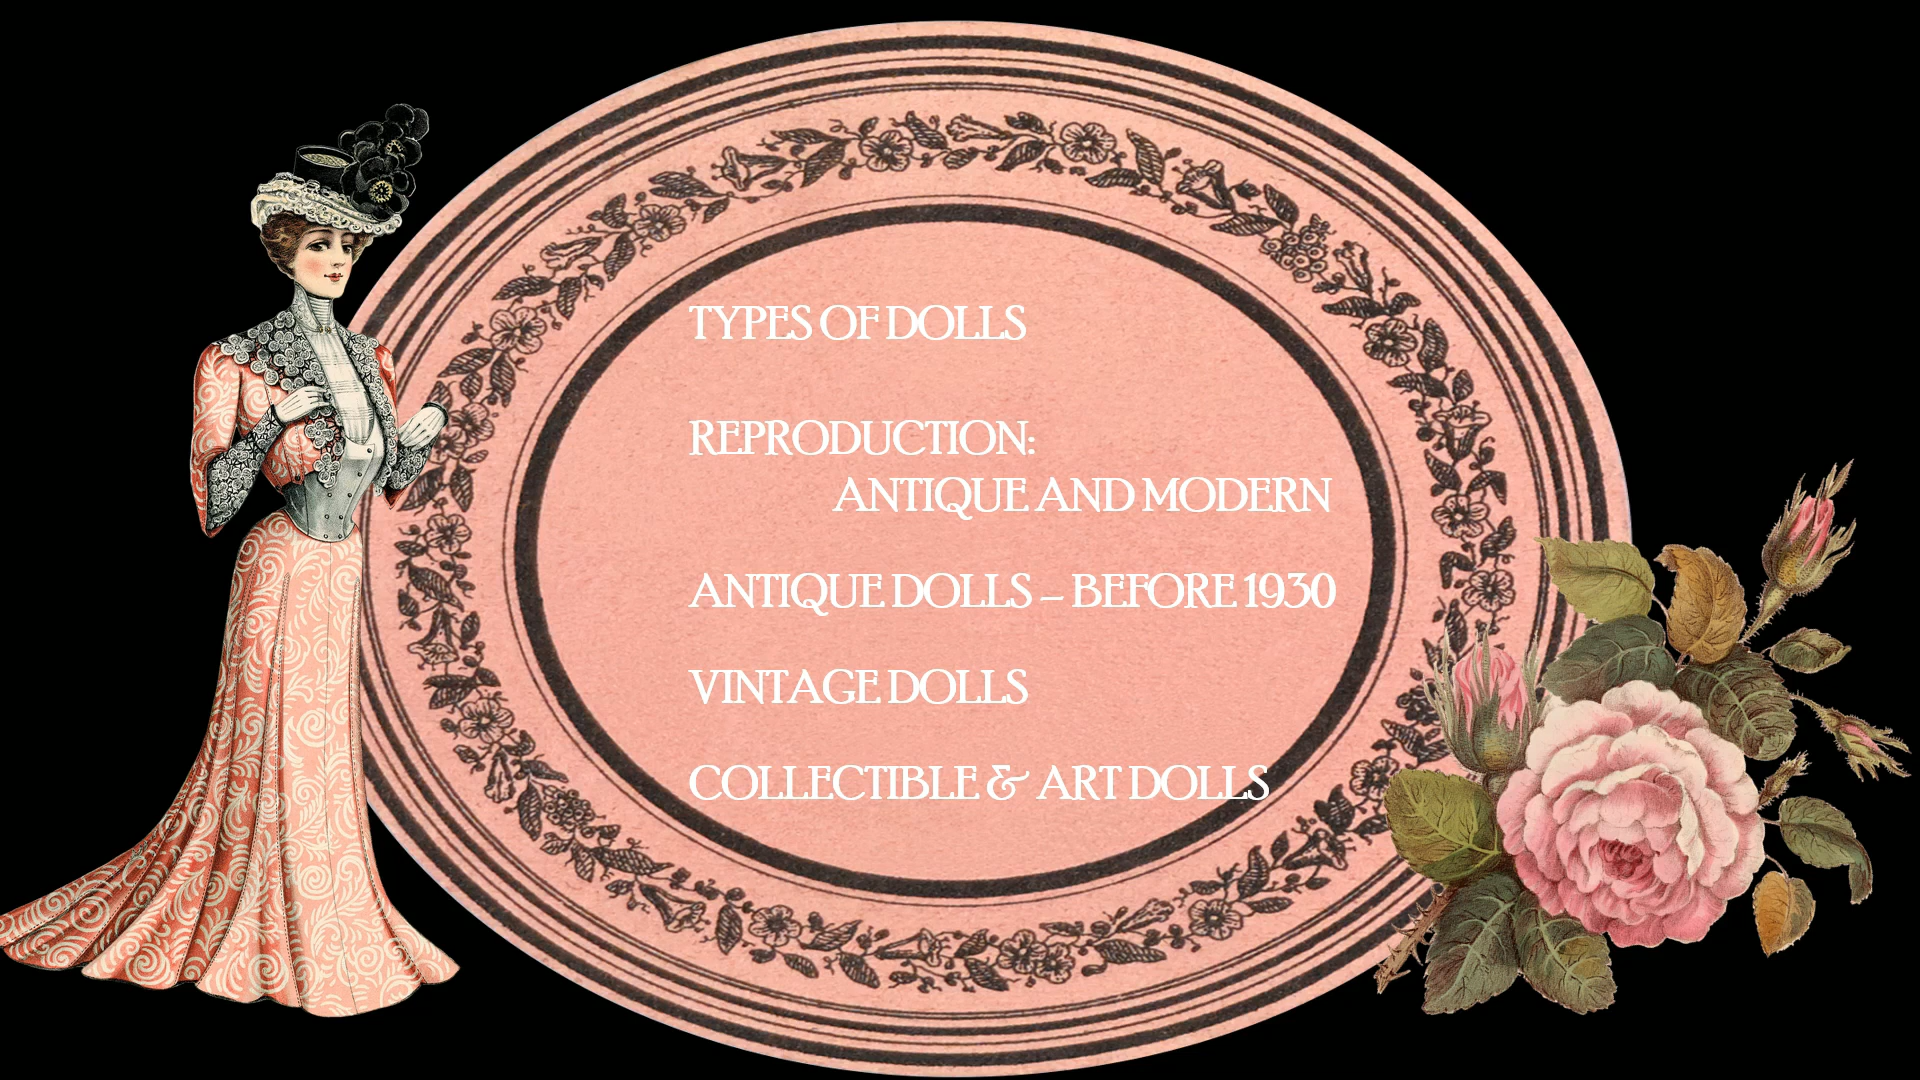 TYPES OF DOLLS
REPRODUCTION:
ANTIQUE AND MODERN
ANTIQUE DOLLS – BEFORE 1930
VINTAGE DOLLS
COLLECTIBLE & ART DOLLS